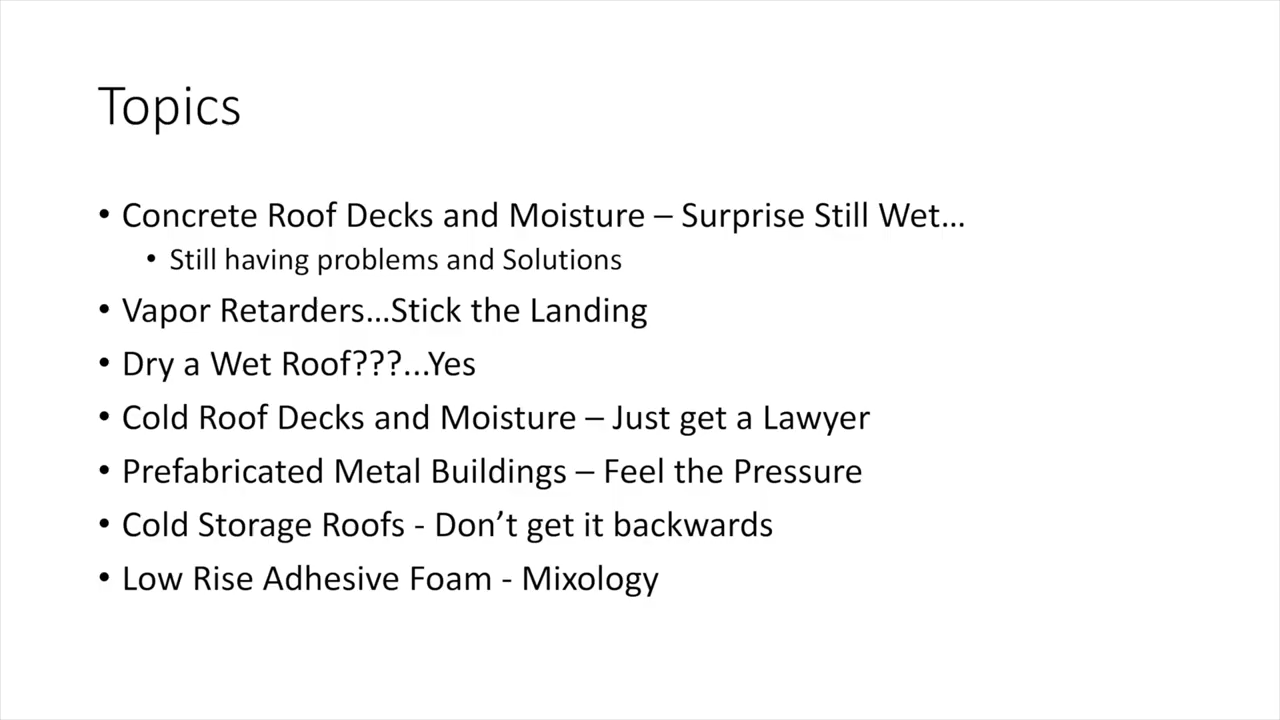 Topics
• Concrete Roof Decks and Moisture – Surprise Still Wet…
• Still having problems and Solutions
• Vapor Retarders…Stick the Landing
• Dry a Wet Roof???...Yes
• Cold Roof Decks and Moisture – Just get a Lawyer
• Prefabricated Metal Buildings – Feel the Pressure
• Cold Storage Roofs - Don’t get it backwards
• Low Rise Adhesive Foam - Mixology